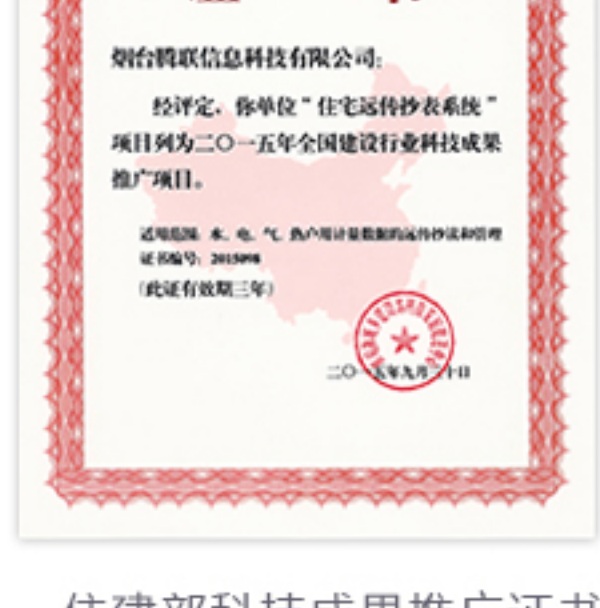 烟台腾联信息科技有限公司:
经评定、你单位“住宅远传抄表系统”
项目列为二〇一五年全国建设行业科技成果
推广项目。
适用范围: 水、电、气、热户用计量数据的远传抄读和管理
证书编号: 2015098
(此证有效期三年)
二〇一五年九月二十日
住建部科技成果推广证书